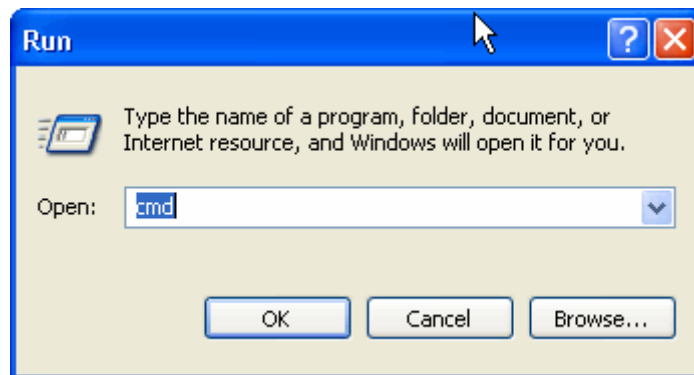 Run
Type the name of a program, folder, document, or
Internet resource, and Windows will open it for you.
Open: cmd
OK Cancel Browse...